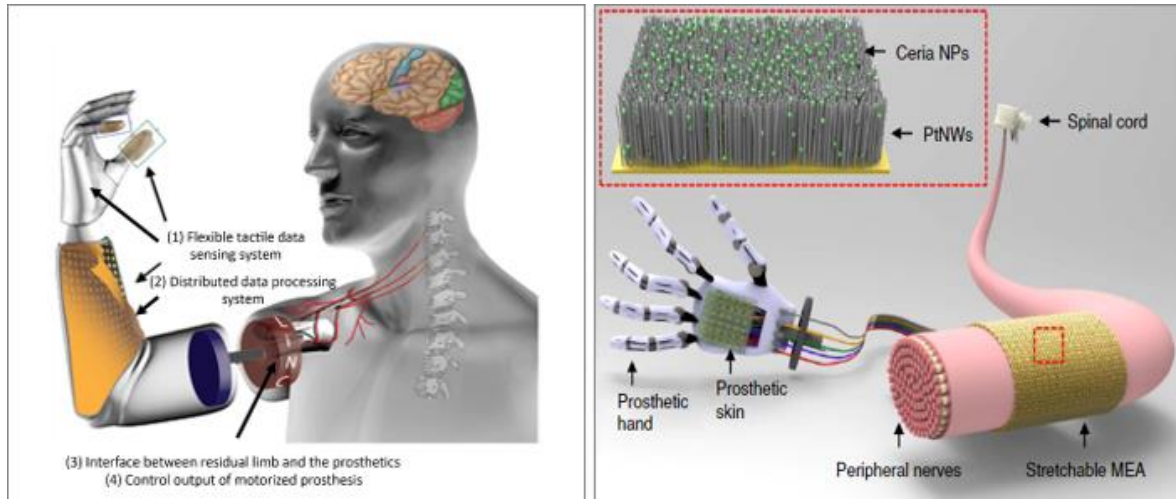 (1) Flexible tactile data
sensing system
(2) Distributed data processing
system
(3) Interface between residual limb and the prosthetics
(4) Control output of motorized prosthesis
Ceria NPs
PtNWs
Spinal cord
Prosthetic
hand
Prosthetic
skin
Peripheral nerves
Stretchable MEA